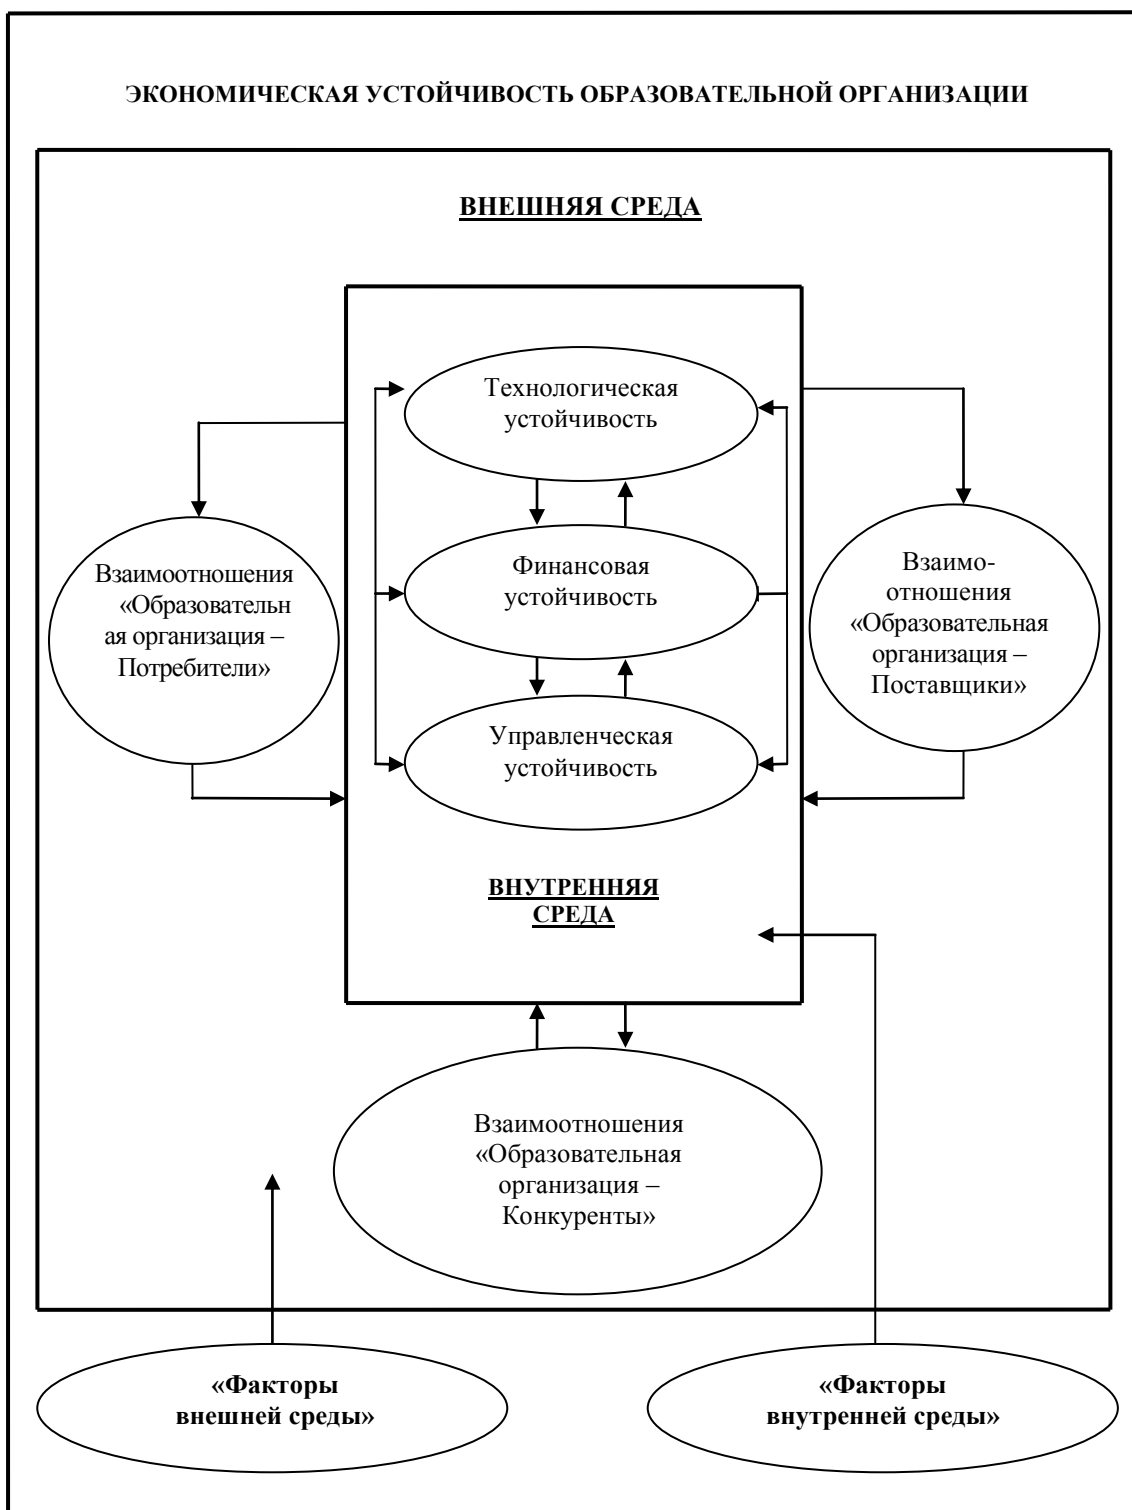 ЭКОНОМИЧЕСКАЯ УСТОЙЧИВОСТЬ ОБРАЗОВАТЕЛЬНОЙ ОРГАНИЗАЦИИ
ВНЕШНЯЯ СРЕДА
Технологическая
устойчивость
Финансовая
устойчивость
Управленческая
устойчивость
Взаимоотношения
«Образовательн
ая организация –
Потребители»
Взаимо-
отношения
«Образовательная
организация –
Поставщики»
ВНУТРЕННЯЯ
СРЕДА
Взаимоотношения
«Образовательная
организация –
Конкуренты»
«Факторы
внешней среды»
«Факторы
внутренней среды»